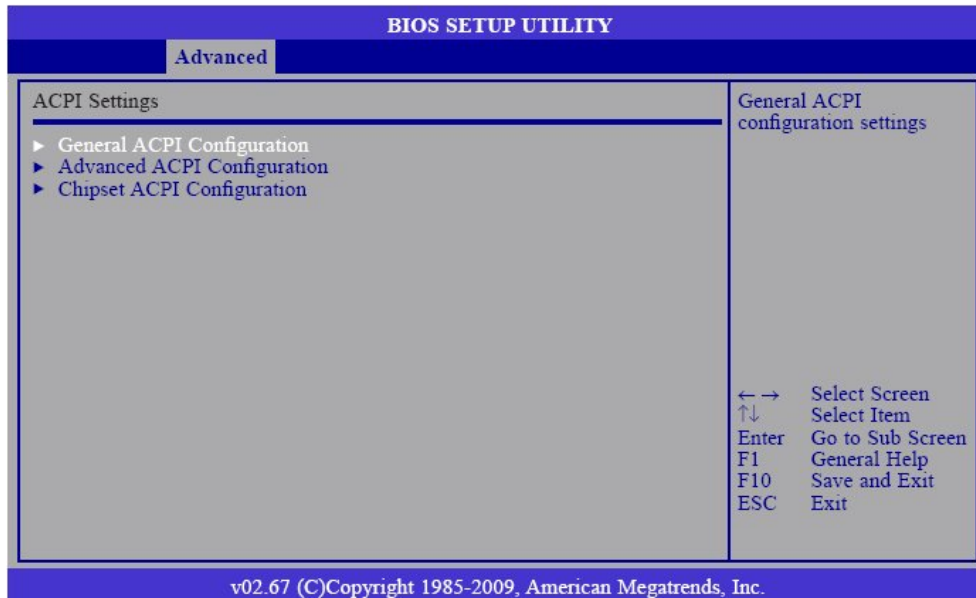 BIOS SETUP UTILITY
Advanced
ACPI Settings
► General ACPI Configuration
► Advanced ACPI Configuration
► Chipset ACPI Configuration
General ACPI
configuration settings
←→ Select Screen
↑↓ Select Item
Enter Go to Sub Screen
F1 General Help
F10 Save and Exit
ESC Exit
v02.67 (C)Copyright 1985-2009, American Megatrends, Inc.